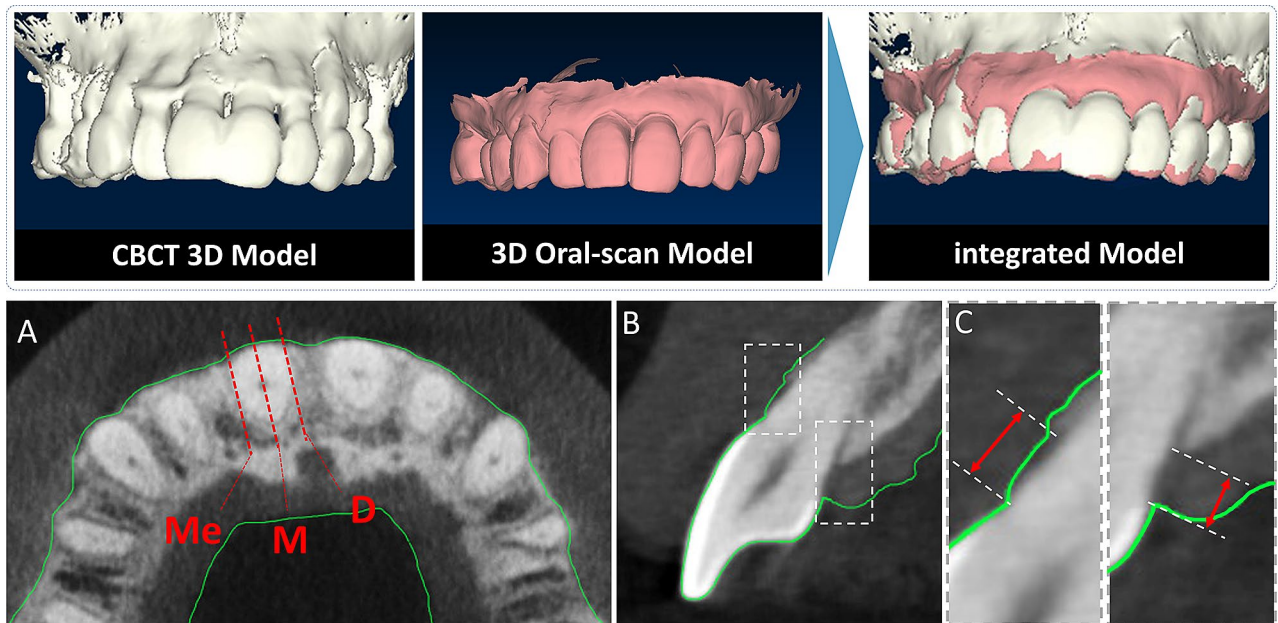 CBCT 3D Model
3D Oral-scan Model
integrated Model
A
B
C
Me
M
D